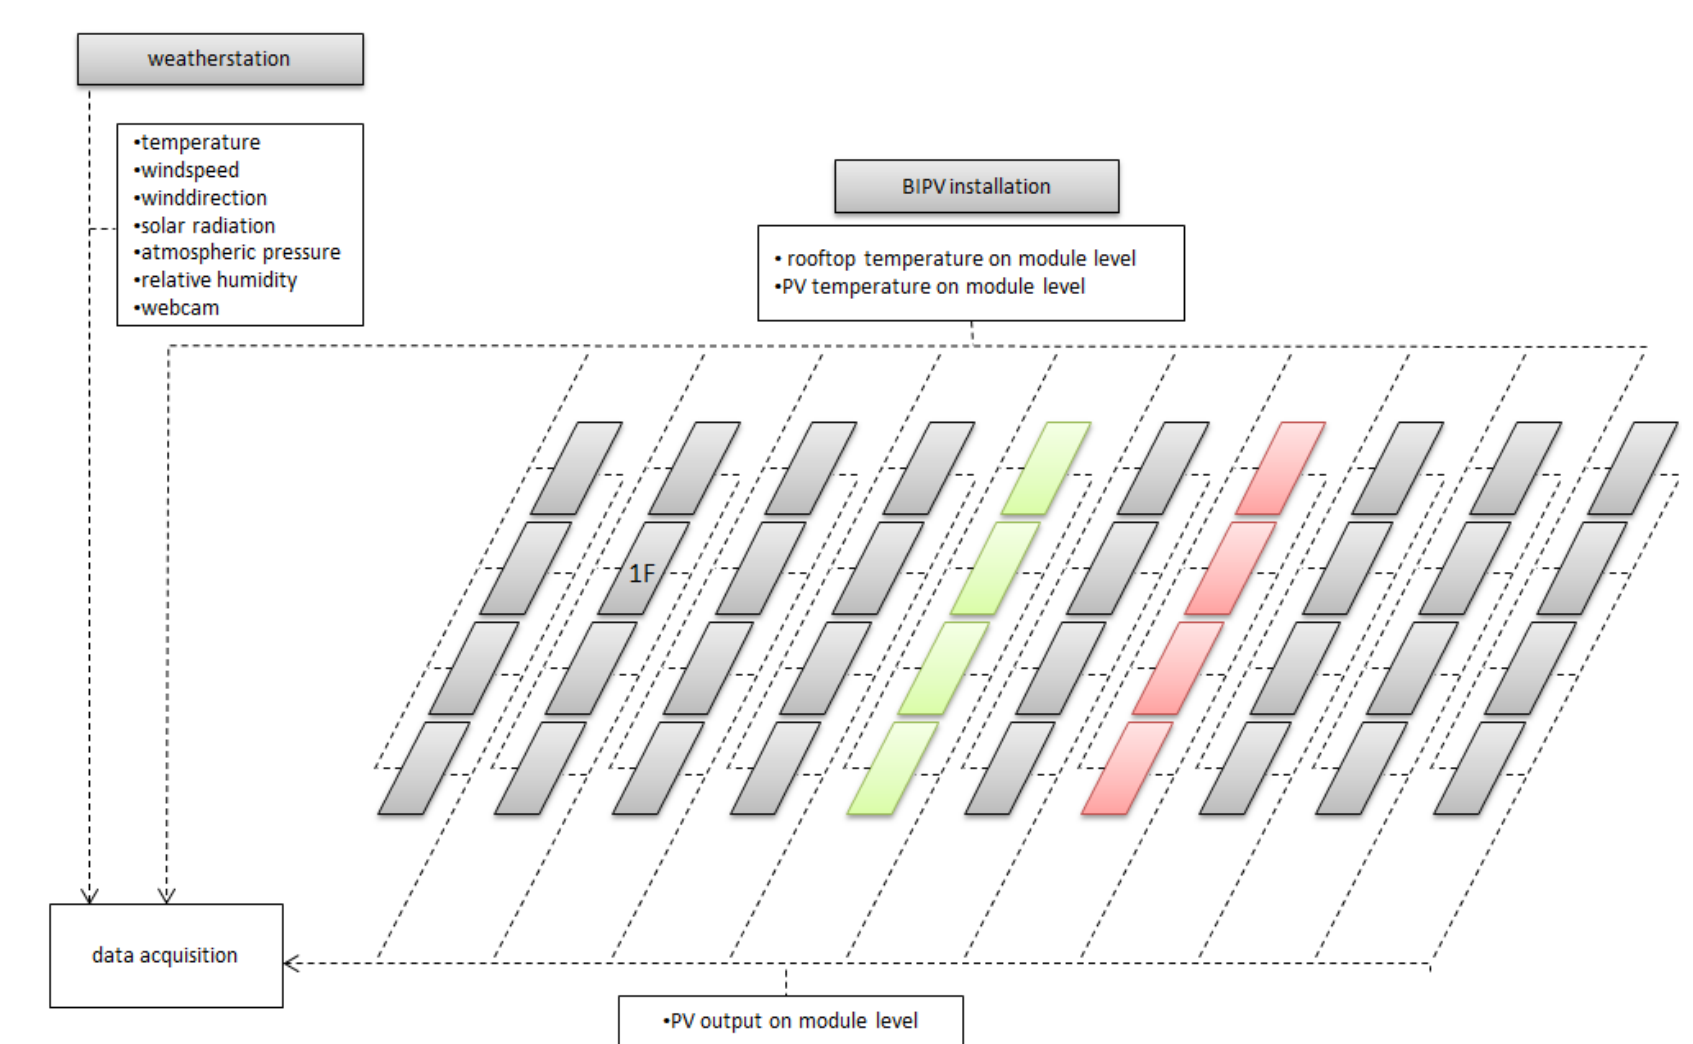 weatherstation
•temperature
•windspeed
•winddirection
•solar radiation
•atmospheric pressure
•relative humidity
•webcam
BIPV installation
• rooftop temperature on module level
•PV temperature on module level
1F
data acquisition
•PV output on module level